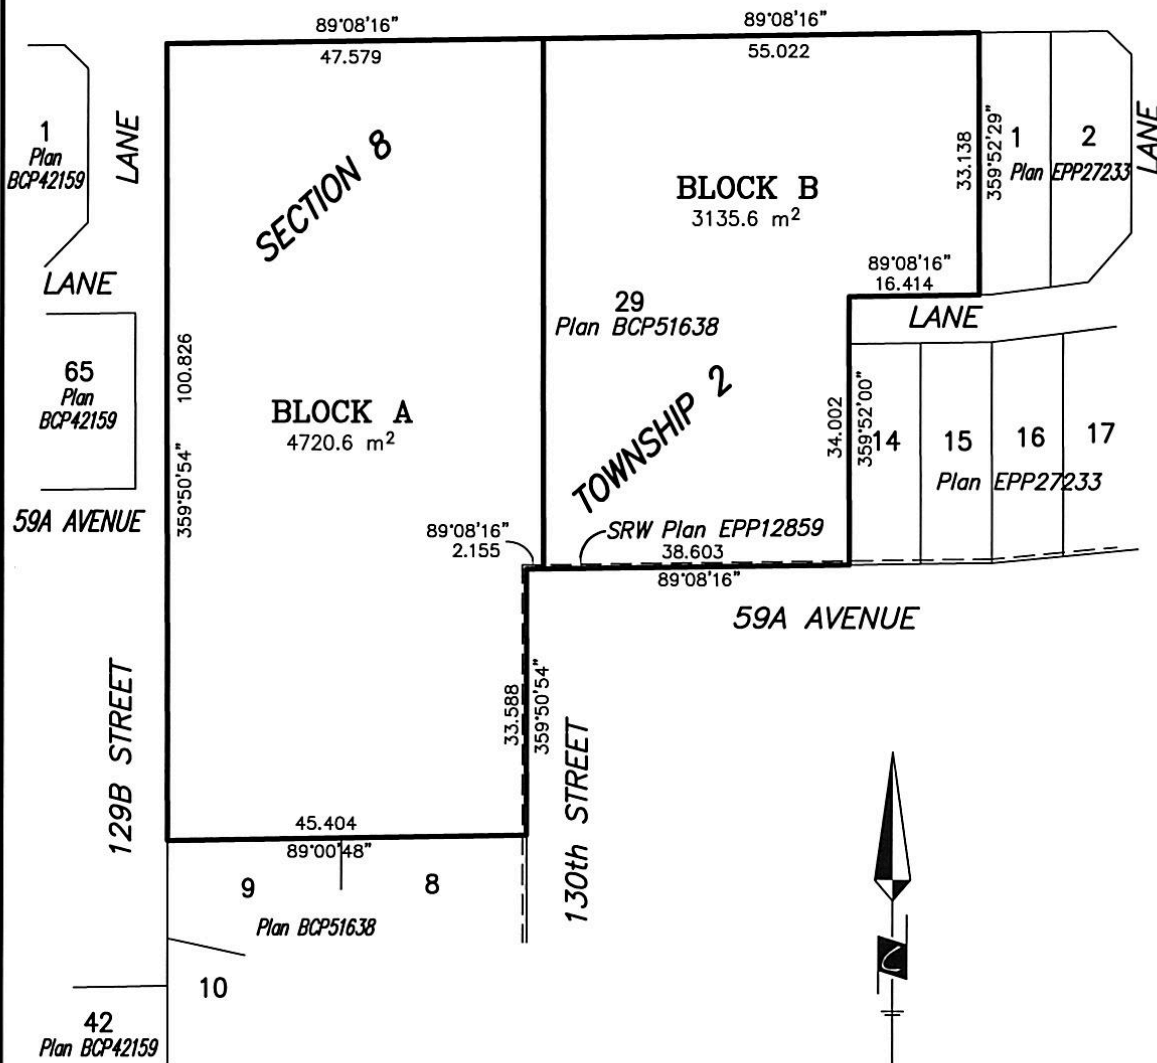 89°08'16"
47.579
89°08'16"
55.022
1
Plan
BCP42159
LANE
SECTION 8
BLOCK B
3135.6 m²
33.138
359°52'29"
1
2
Plan EPP27233
LANE
LANE
89°08'16"
16.414
29
Plan BCP51638
LANE
65
Plan
BCP42159
100.826
359°50'54"
BLOCK A
4720.6 m²
TOWNSHIP 2
34.002
359°52'00"
14
15
16
17
Plan EPP27233
59A AVENUE
89°08'16"
2.155
SRW Plan EPP12859
38.603
89°08'16"
59A AVENUE
129B STREET
33.588
359°50'54"
130th STREET
45.404
89°00'48"
9
8
Plan BCP51638
10
42
Plan BCP42159